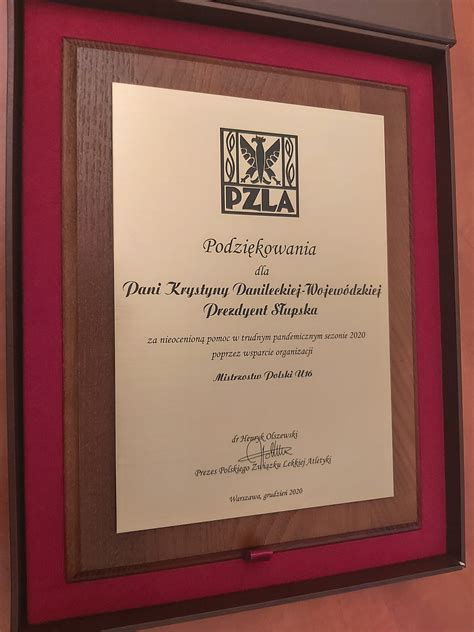 PZLA
Podziękowania
dla
Pani Krystyny Danileckiej-Wojewódzkiej
Prezdyent Słupska
za nieocenioną pomoc w trudnym pandemicznym sezonie 2020
poprzez wsparcie organizacji
Mistrzostw Polski U16
dr Henryk Olszewski
Prezes Polskiego Związku Lekkiej Atletyki
Warszawa, grudzień 2020